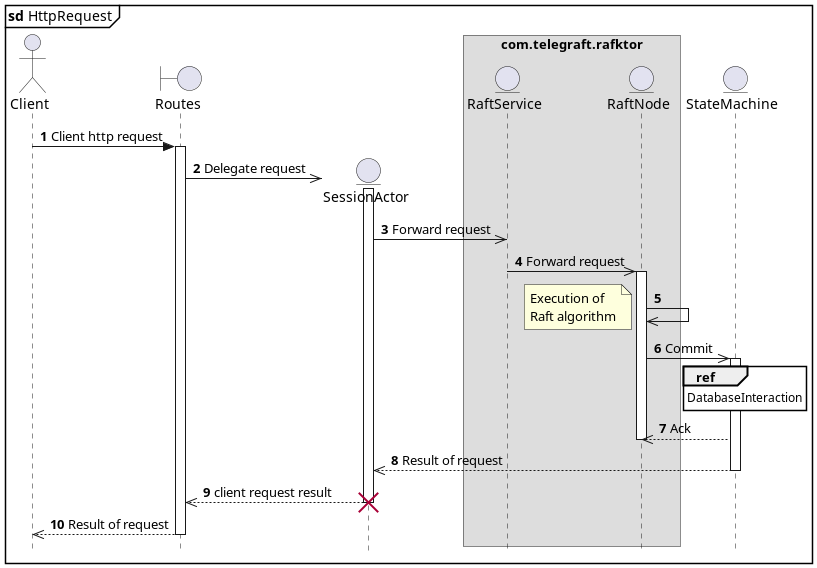 sd HttpRequest
com.telegraft.rafktor
Client
Routes
RaftService
RaftNode
StateMachine
1 Client http request
2 Delegate request
SessionActor
3 Forward request
4 Forward request
Execution of
Raft algorithm
5
6 Commit
ref
DatabaseInteraction
7 Ack
8 Result of request
9 client request result
10 Result of request